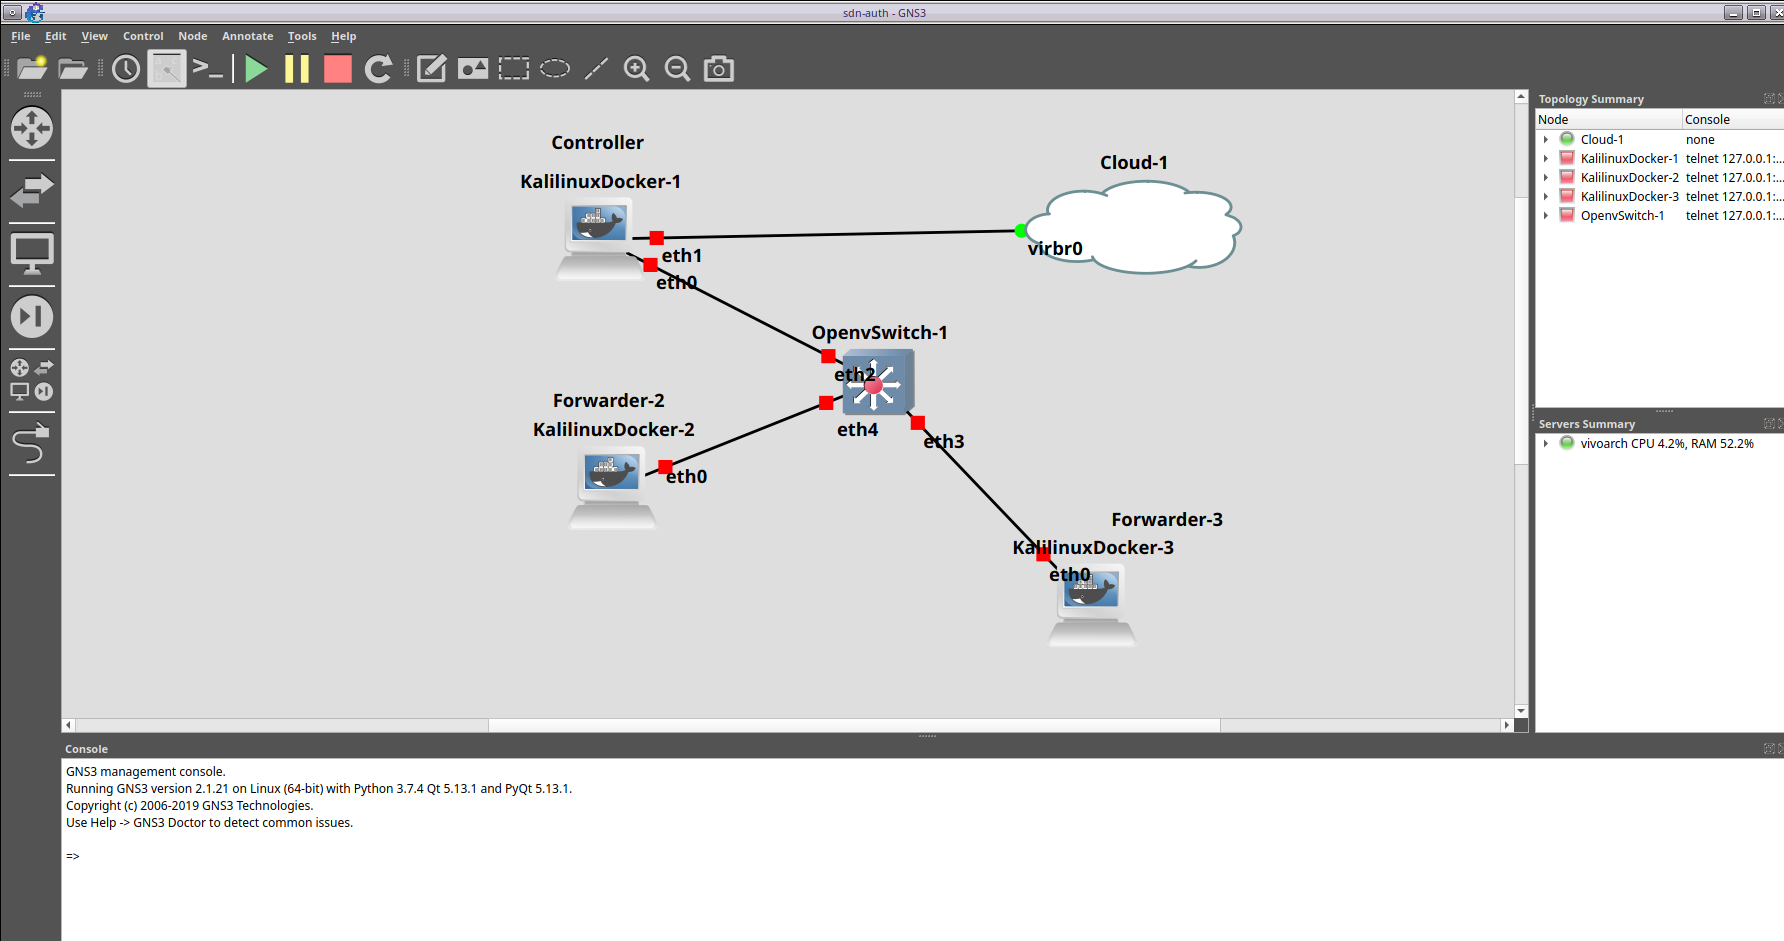 sdn-auth - GNS3
File Edit View Control Node Annotate Tools Help
Controller
KalilinuxDocker-1
eth1
eth0
Cloud-1
virbr0
OpenvSwitch-1
eth2
eth4
eth3
Forwarder-2
KalilinuxDocker-2
eth0
Forwarder-3
KalilinuxDocker-3
eth0
Topology Summary
Node Console
Cloud-1 none
KalilinuxDocker-1 telnet 127.0.0.1:...
KalilinuxDocker-2 telnet 127.0.0.1:...
KalilinuxDocker-3 telnet 127.0.0.1:...
OpenvSwitch-1 telnet 127.0.0.1:...
Servers Summary
vivoarch CPU 4.2%, RAM 52.2%
Console
GNS3 management console.
Running GNS3 version 2.1.21 on Linux (64-bit) with Python 3.7.4 Qt 5.13.1 and PyQt 5.13.1.
Copyright (c) 2006-2019 GNS3 Technologies.
Use Help -> GNS3 Doctor to detect common issues.
=>